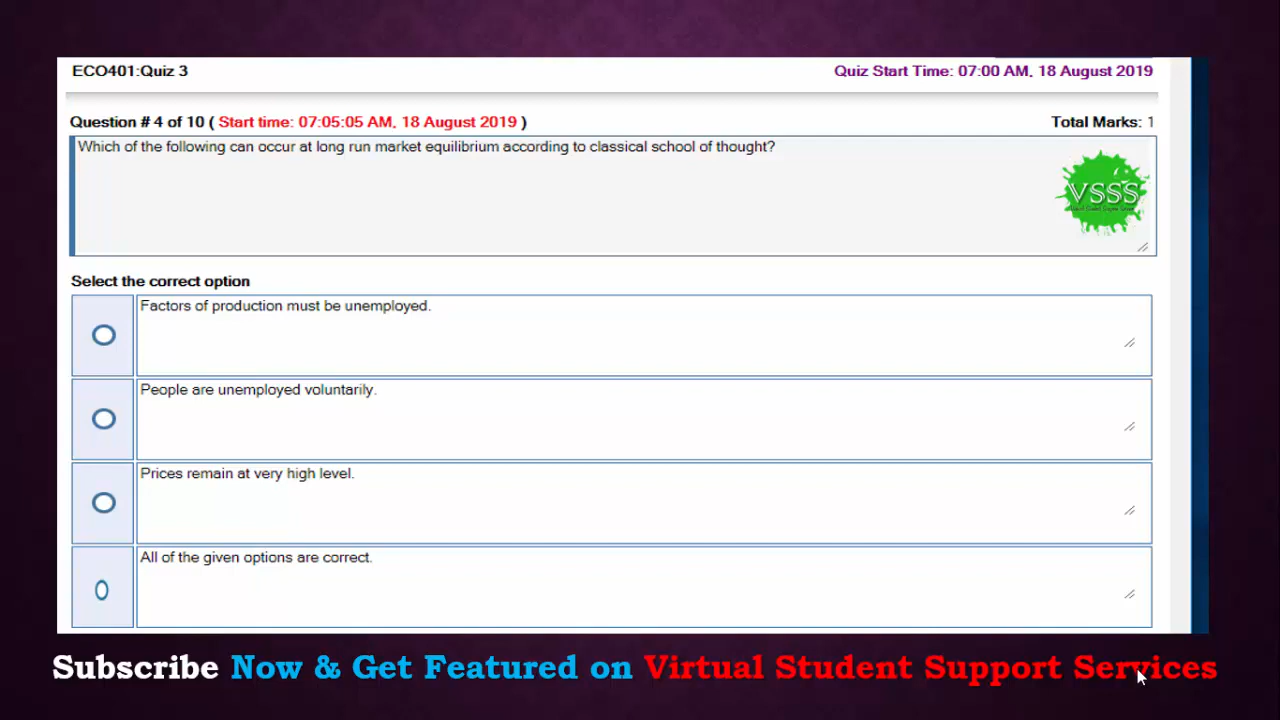 ECO401:Quiz 3
Quiz Start Time: 07:00 AM, 18 August 2019
Question # 4 of 10 ( Start time: 07:05:05 AM, 18 August 2019 )
Total Marks: 1
Which of the following can occur at long run market equilibrium according to classical school of thought?
VSSS
Select the correct option
Factors of production must be unemployed.
People are unemployed voluntarily.
Prices remain at very high level.
All of the given options are correct.
Subscribe Now & Get Featured on Virtual Student Support Services